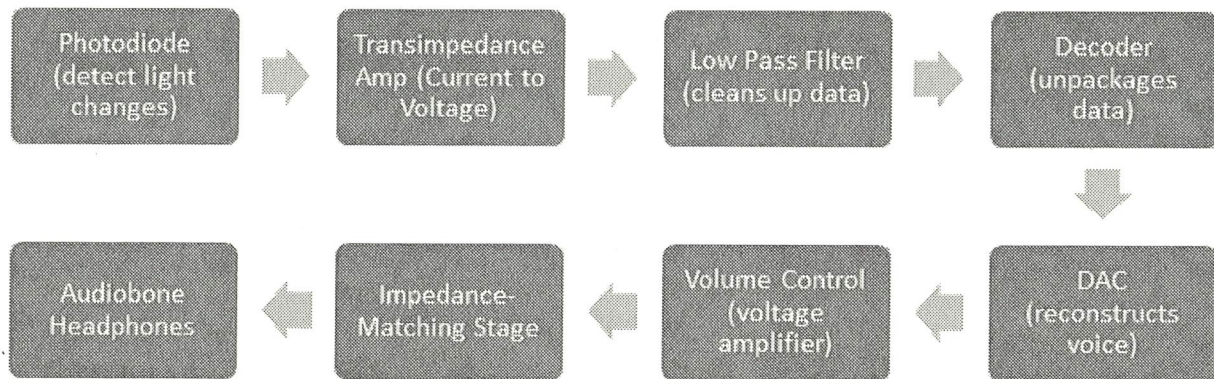 Photodiode
(detect light
changes)
Transimpedance
Amp (Current to
Voltage)
Low Pass Filter
(cleans up data)
Decoder
(unpackages
data)
DAC
(reconstructs
voice)
Volume Control
(voltage
amplifier)
Impedance-
Matching Stage
Audiobone
Headphones